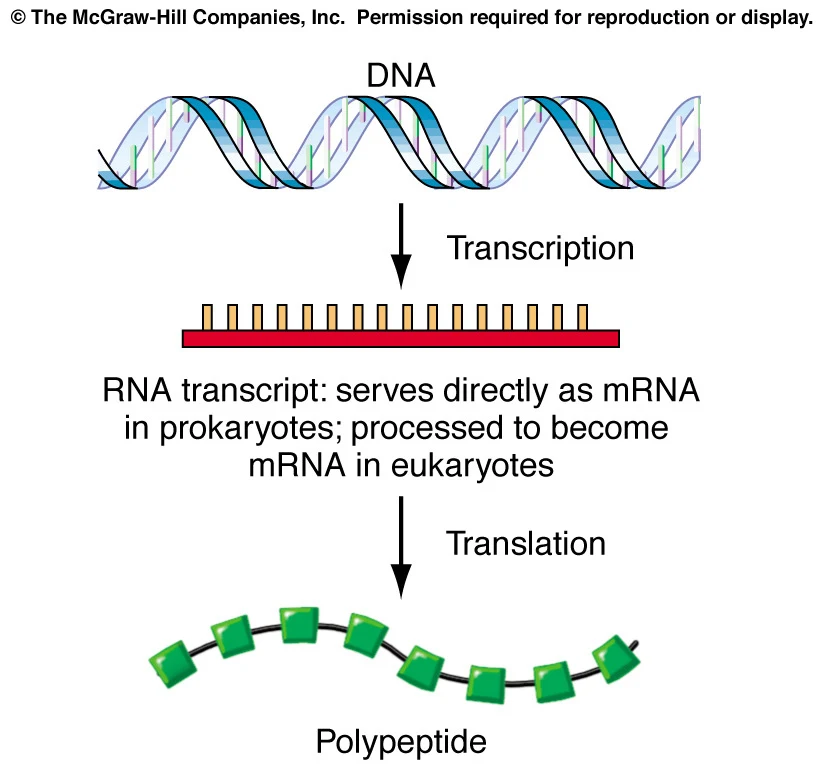 © The McGraw-Hill Companies, Inc.  Permission required for reproduction or display.
DNA
Transcription
RNA transcript: serves directly as mRNA
in prokaryotes; processed to become
mRNA in eukaryotes
Translation
Polypeptide